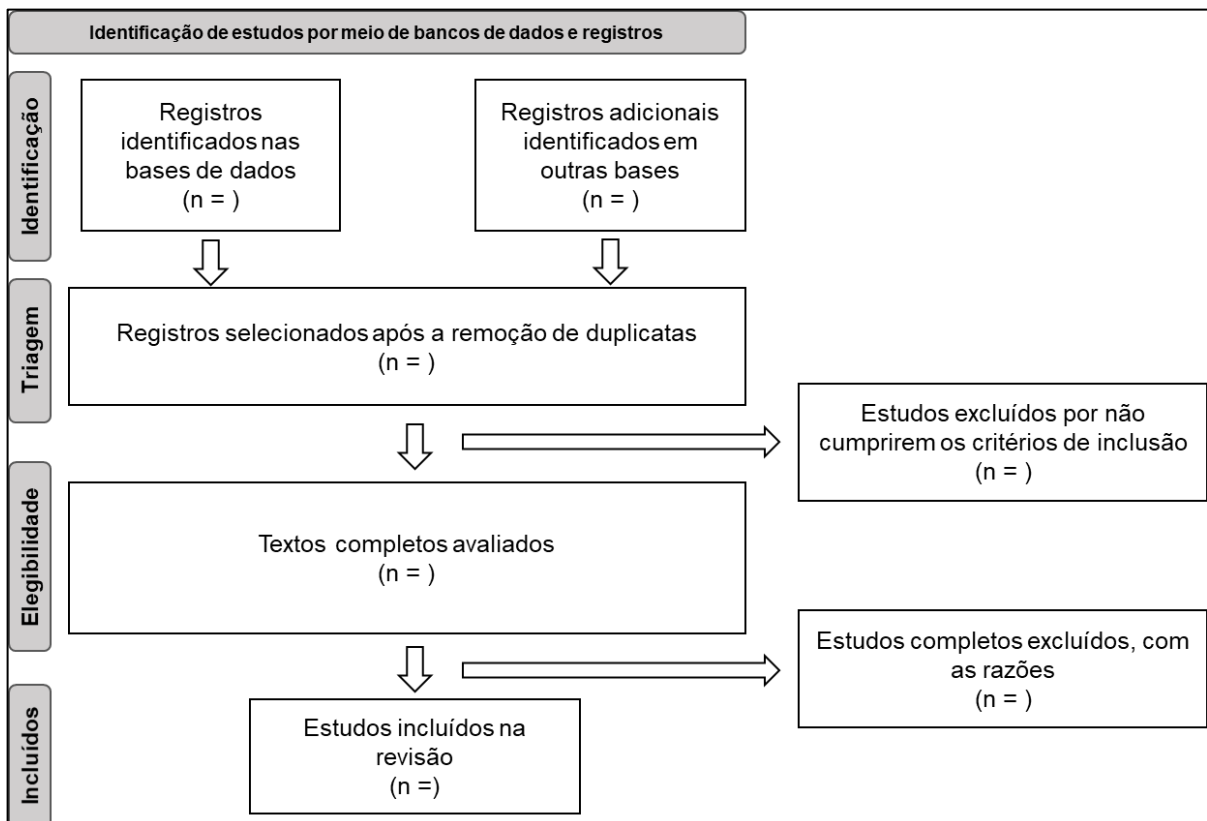 Identificação de estudos por meio de bancos de dados e registros
Identificação
Registros
identificados nas
bases de dados
(n = )
Registros adicionais
identificados em
outras bases
(n = )
Triagem
Registros selecionados após a remoção de duplicatas
(n = )
Estudos excluídos por não
cumprirem os critérios de inclusão
(n = )
Elegibilidade
Textos completos avaliados
(n = )
Estudos completos excluídos, com
as razões
(n = )
Incluídos
Estudos incluídos na
revisão
(n =)